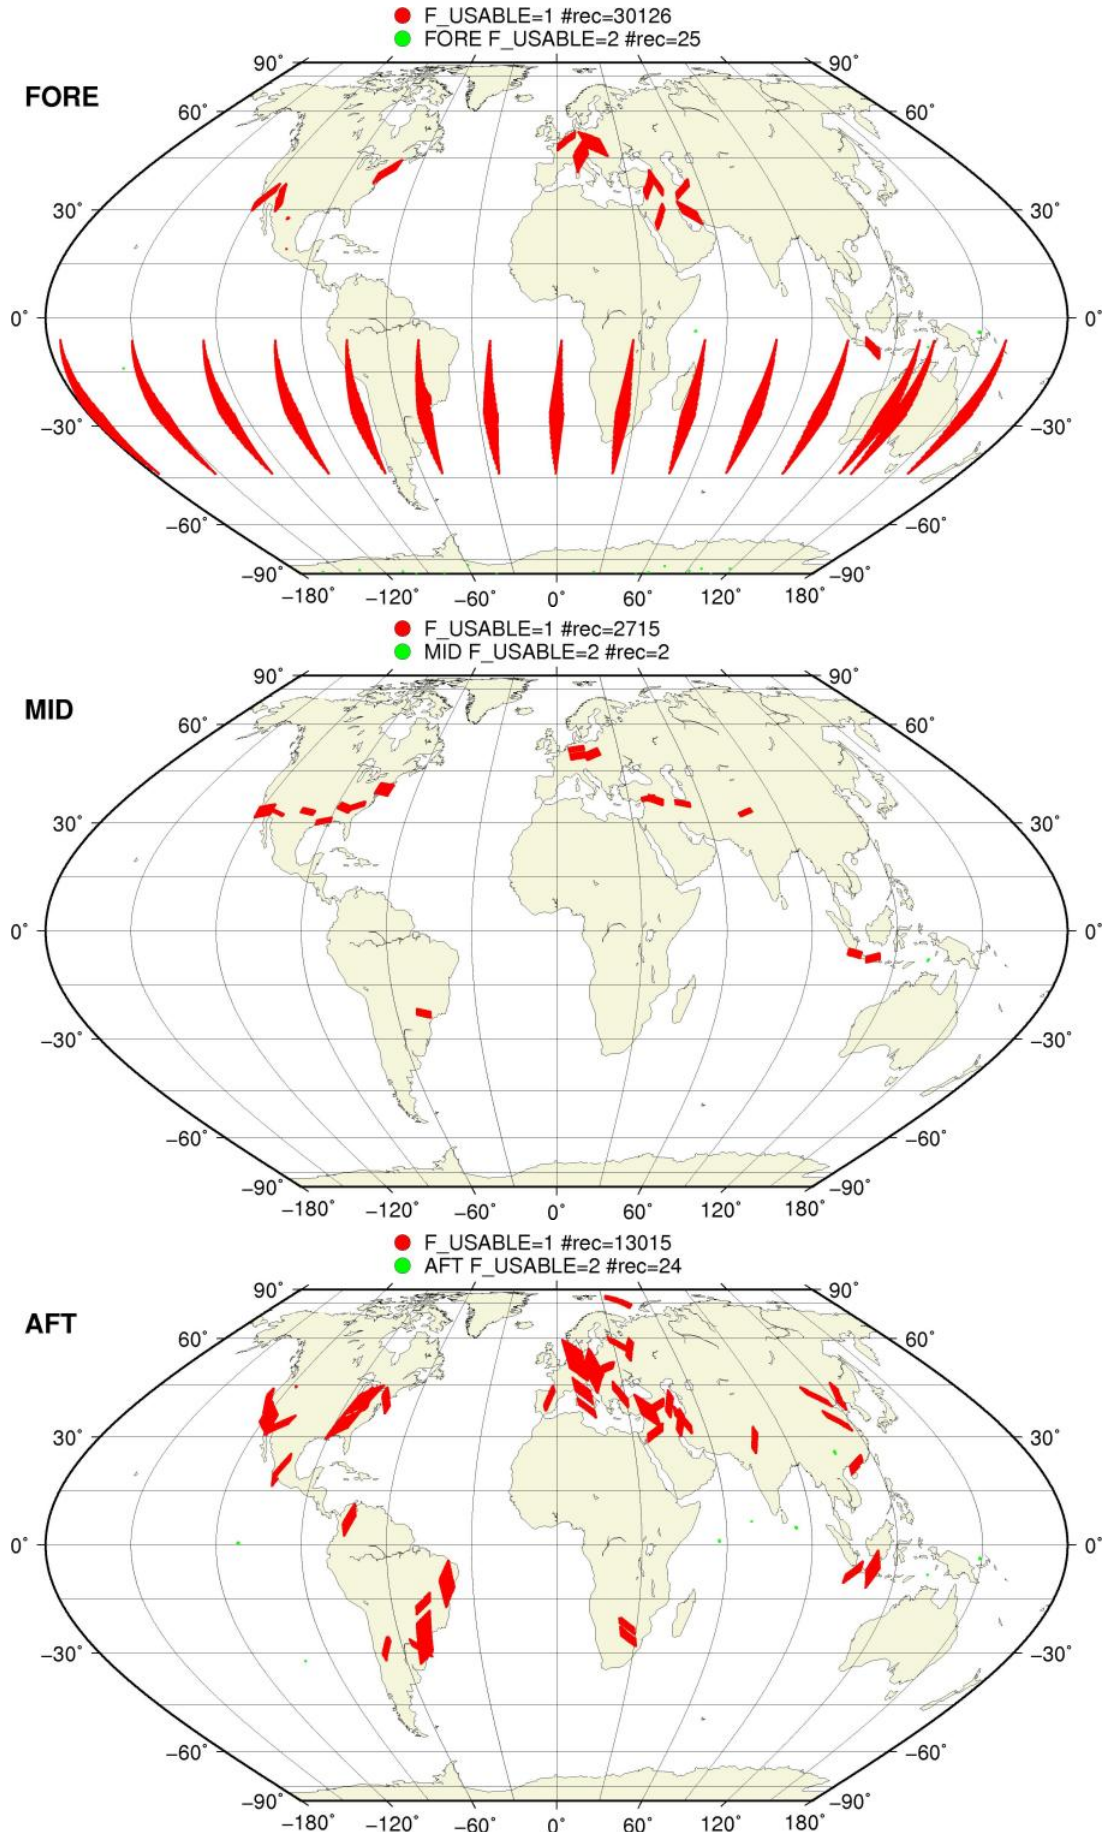 F_USABLE=1 #rec=30126
FORE F_USABLE=2 #rec=25
FORE
90° 90°
60° 60°
30° 30°
0° 0°
−30° −30°
−60° −60°
−90° −90°
−180° −120° −60° 0° 60° 120° 180°
F_USABLE=1 #rec=2715
MID F_USABLE=2 #rec=2
MID
90° 90°
60° 60°
30° 30°
0° 0°
−30° −30°
−60° −60°
−90° −90°
−180° −120° −60° 0° 60° 120° 180°
F_USABLE=1 #rec=13015
AFT F_USABLE=2 #rec=24
AFT
90° 90°
60° 60°
30° 30°
0° 0°
−30° −30°
−60° −60°
−90° −90°
−180° −120° −60° 0° 60° 120° 180°